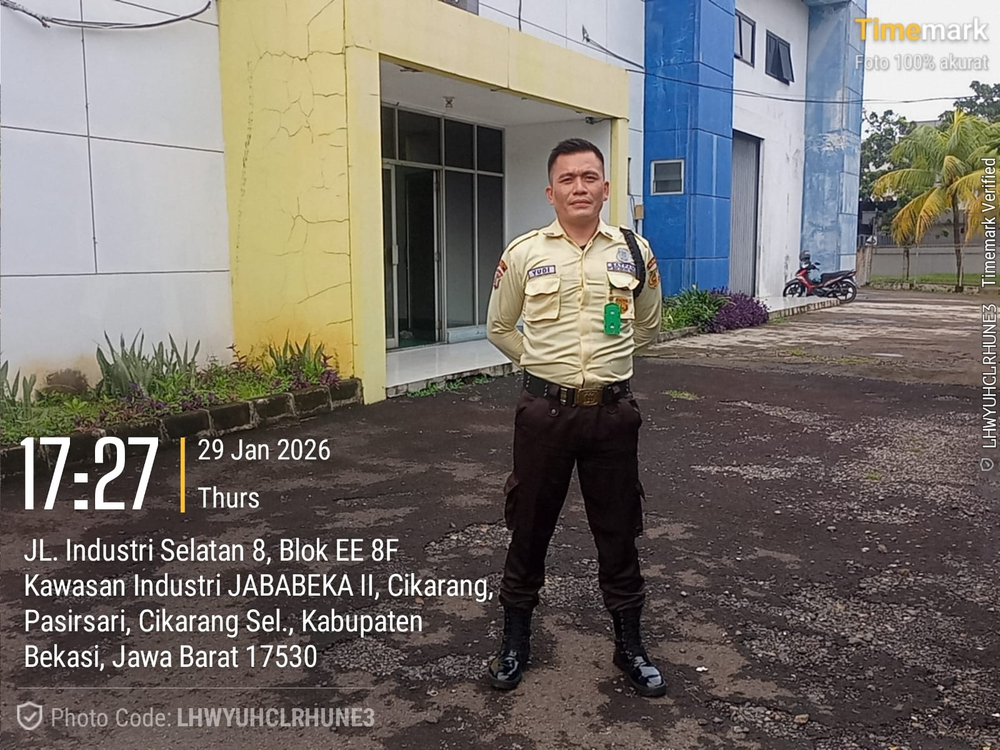 Timemark
Foto 100% akurat
YUDI
SATPAM
17:27
29 Jan 2026
Thurs
JL. Industri Selatan 8, Blok EE 8F
Kawasan Industri JABABEKA II, Cikarang,
Pasirsari, Cikarang Sel., Kabupaten
Bekasi, Jawa Barat 17530
Photo Code: LHWYUHCLRHUNE3
LHWYUHCLRHUNE3 Timemark Verified